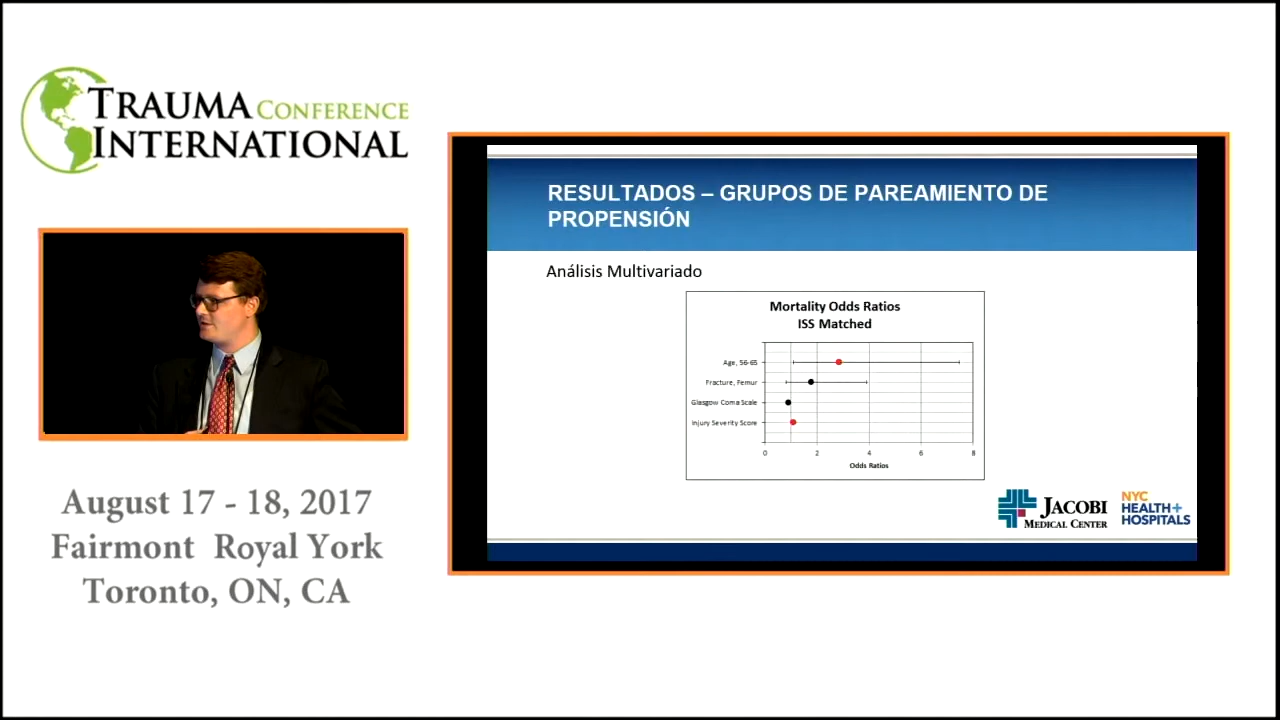 TRAUMA CONFERENCE
INTERNATIONAL
August 17 - 18, 2017
Fairmont Royal York
Toronto, ON, CA
RESULTADOS – GRUPOS DE PAREAMIENTO DE
PROPENSIÓN
Análisis Multivariado
Mortality Odds Ratios
ISS Matched
Age, 56-65
Fracture, Femur
Glasgow Coma Scale
Injury Severity Score
0 2 4 6 8
Odds Ratios
JACOBI
MEDICAL CENTER
NYC
HEALTH+
HOSPITALS